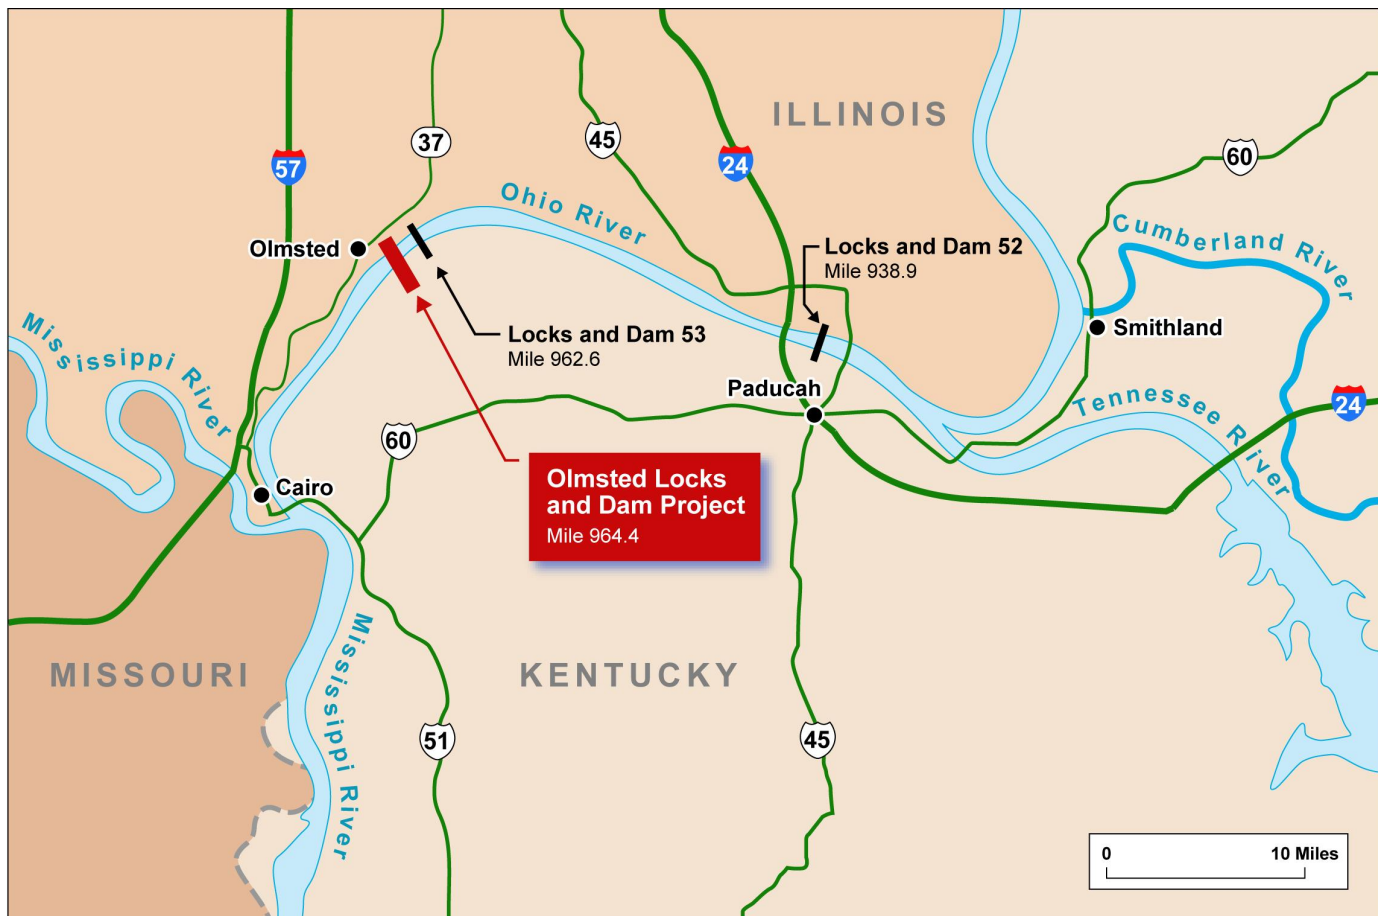 ILLINOIS
37
45
57
24
60
Ohio River
Cumberland River
Olmsted
Locks and Dam 52
Mile 938.9
Mississippi River
Locks and Dam 53
Mile 962.6
Smithland
Paducah
Tennessee River
24
60
Cairo
Olmsted Locks
and Dam Project
Mile 964.4
Mississippi River
MISSOURI
KENTUCKY
51
45
0
10 Miles